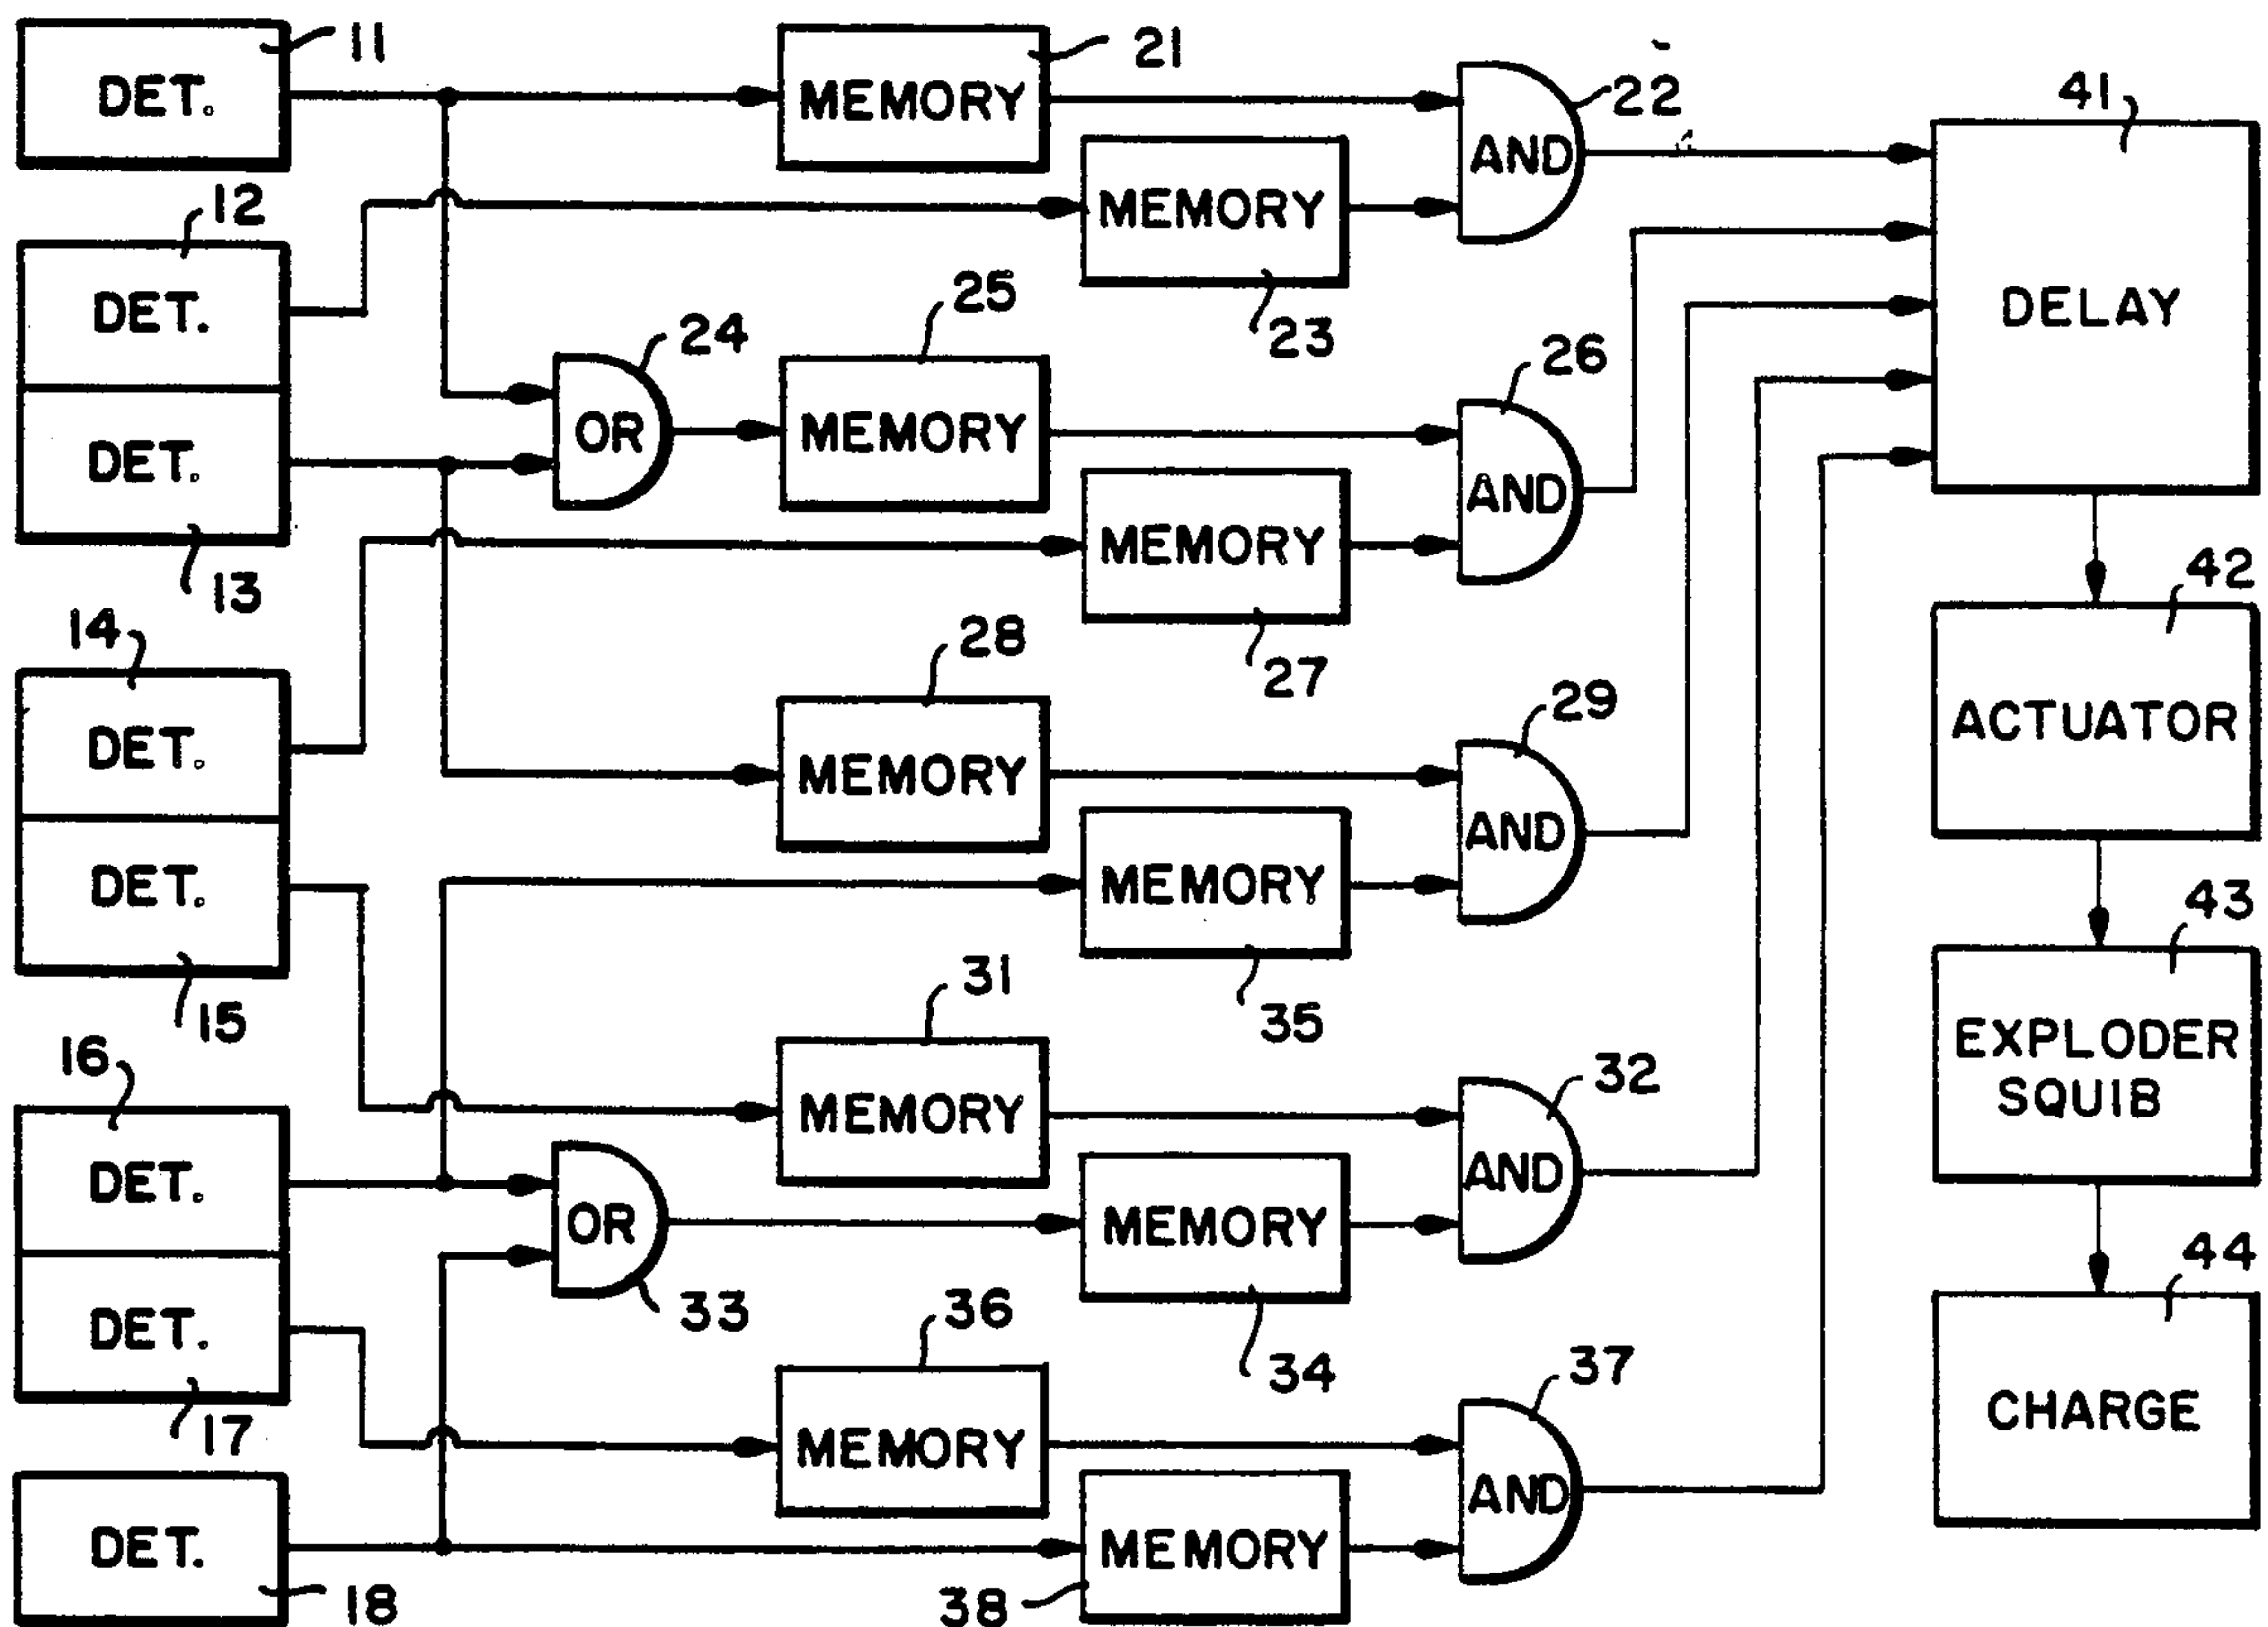 11
DET.
21
MEMORY
22
AND
41
DELAY
12
DET.
MEMORY
23
DET.
13
24
OR
25
MEMORY
26
AND
MEMORY
27
14
DET.
28
MEMORY
29
AND
42
ACTUATOR
DET.
15
MEMORY
35
43
EXPLODER
SQUIB
16
DET.
31
MEMORY
32
AND
OR
33
MEMORY
34
44
CHARGE
DET.
17
36
MEMORY
37
AND
DET.
18
MEMORY
38